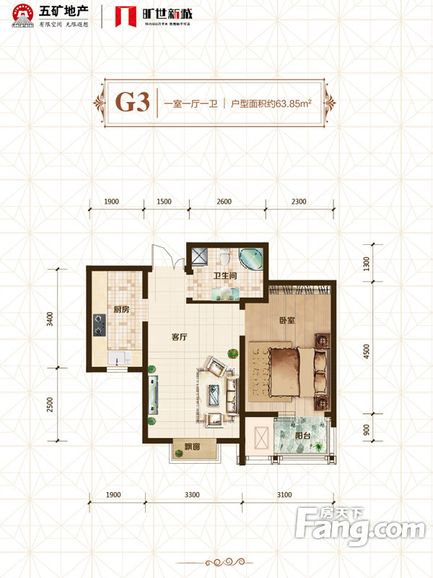 五矿地产
有限空间 无限遐想
旷世新城
G3 一室一厅一卫 户型面积约63.85m²
1900 1500 2600 2300
1300
卫生间
厨房
卧室
3400
客厅
4500
2500
阳台
飘窗
900
1900 3300 3100
房天下
Fang.com